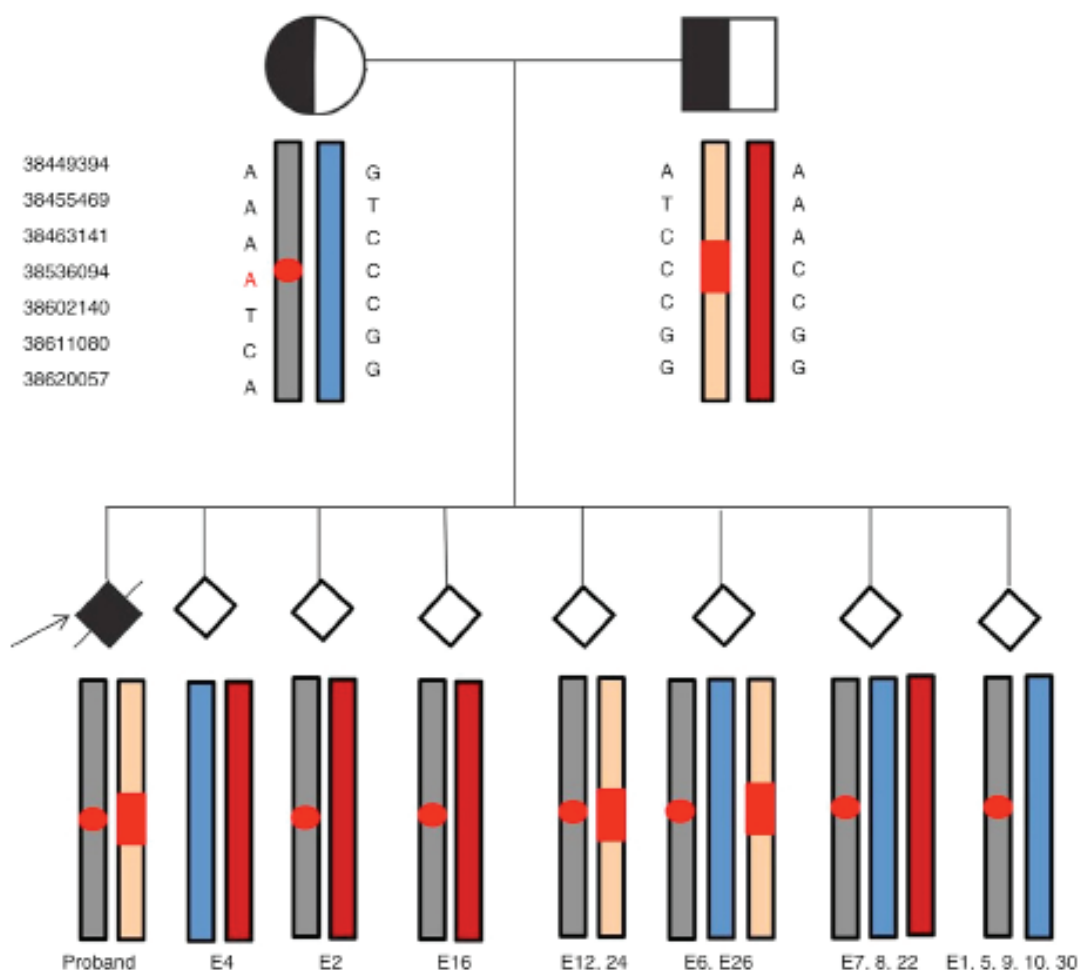 38449394 A G A A
38455469 A T T A
38463141 A C C A
38536094 A C C C
38602140 T C C C
38611080 C G G G
38620057 A G G G
Proband E4 E2 E16 E12, 24 E6, E26 E7, 8, 22 E1, 5, 9, 10, 30